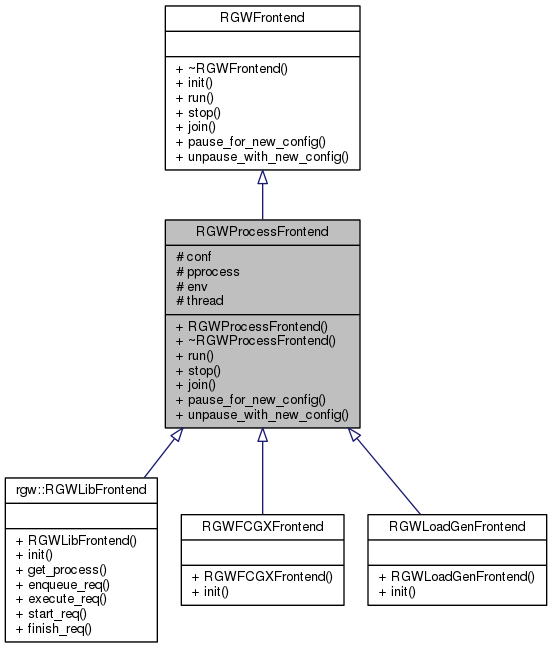 RGWFrontend
+ ~RGWFrontend()
+ init()
+ run()
+ stop()
+ join()
+ pause_for_new_config()
+ unpause_with_new_config()
RGWProcessFrontend
# conf
# pprocess
# env
# thread
+ RGWProcessFrontend()
+ ~RGWProcessFrontend()
+ run()
+ stop()
+ join()
+ pause_for_new_config()
+ unpause_with_new_config()
rgw::RGWLibFrontend
+ RGWLibFrontend()
+ init()
+ get_process()
+ enqueue_req()
+ execute_req()
+ start_req()
+ finish_req()
RGWFCGXFrontend
+ RGWFCGXFrontend()
+ init()
RGWLoadGenFrontend
+ RGWLoadGenFrontend()
+ init()